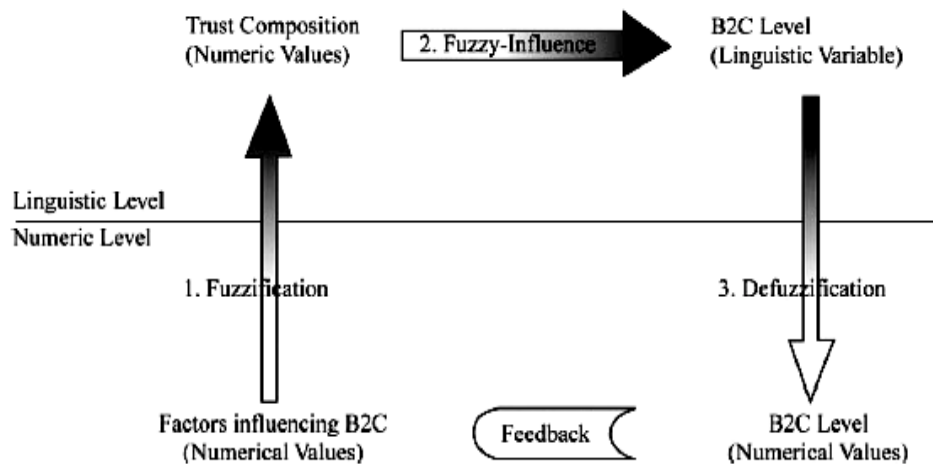 Trust Composition
(Numeric Values)
2. Fuzzy-Influence
B2C Level
(Linguistic Variable)
Linguistic Level
Numeric Level
1. Fuzzification
3. Defuzzification
Factors influencing B2C
(Numerical Values)
Feedback
B2C Level
(Numerical Values)